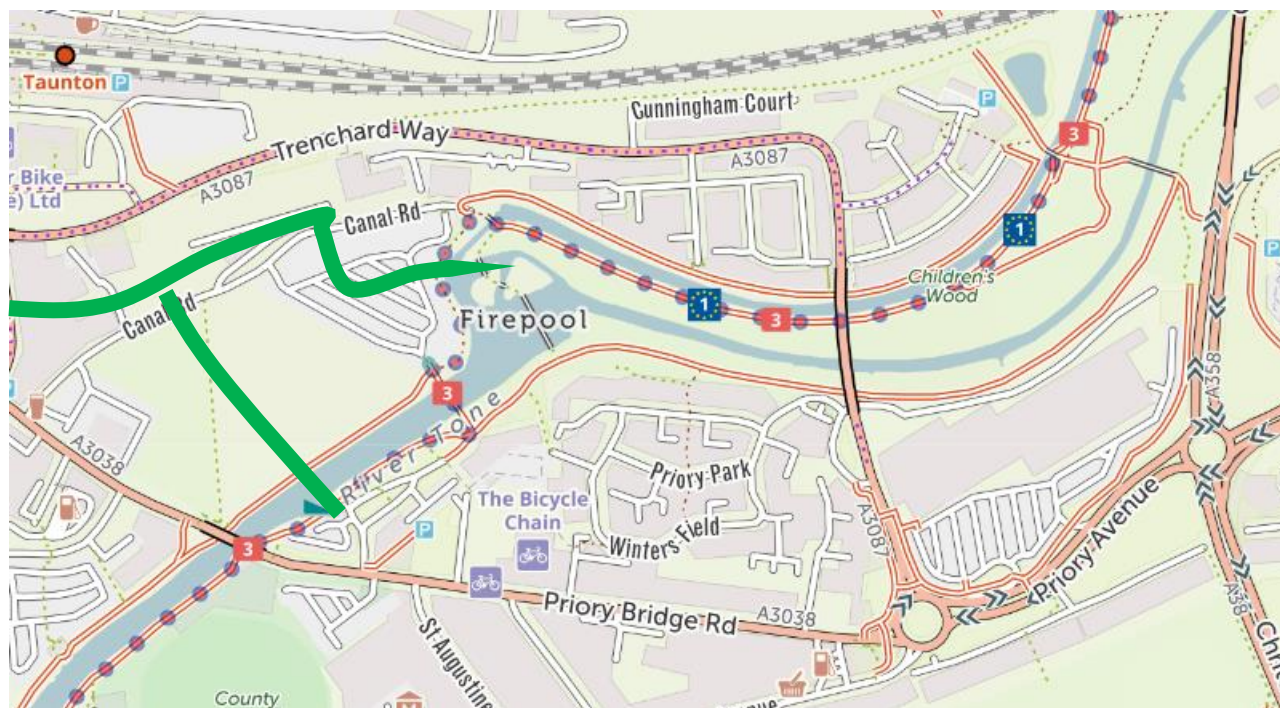 Taunton P
Cunningham Court
P
Trenchard Way
A3087
3
r Bike
e) Ltd
A3087
Canal Rd
1
Children's
Wood
P
Canal Rd
1
3
Firepool
A358
3
River Tone
A3038
Priory Park
The Bicycle
Chain
P
A3087
Winters Field
Priory Avenue
3
Priory Bridge Rd
A3038
A38
St Augustine
Chri
County